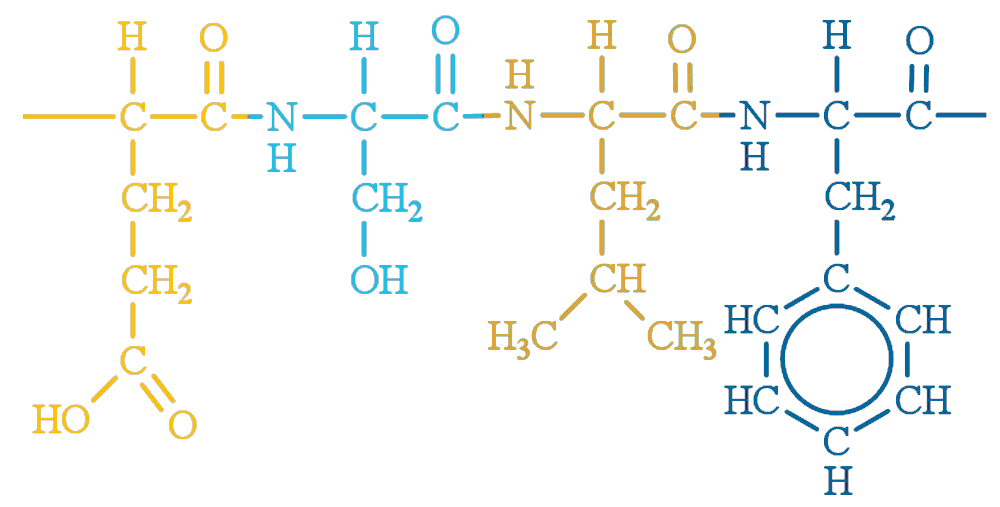 H O H O H O H O
H
C C N C C N C C N C C
H H
CH2 CH2 CH2 CH2
CH2 OH CH C
H3C CH3 HC CH
C
HO O HC CH
C
H